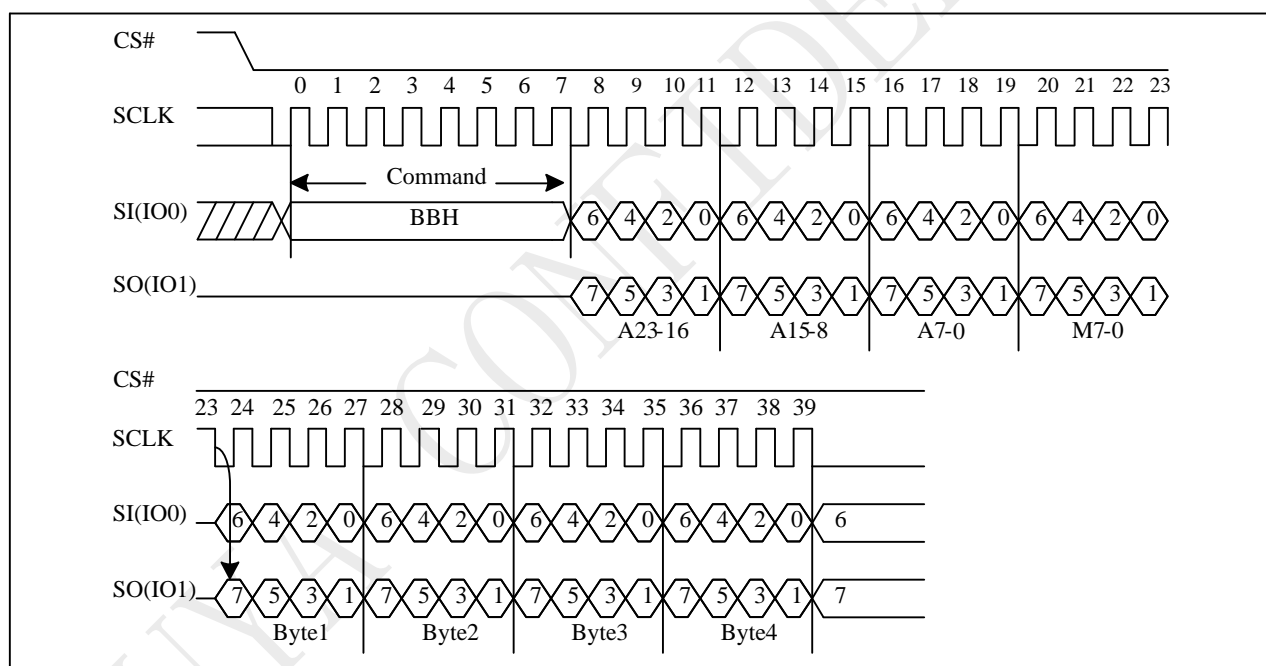 CS#
0 1 2 3 4 5 6 7 8 9 10 11 12 13 14 15 16 17 18 19 20 21 22 23
SCLK
Command
SI(IO0) BBH 6 4 2 0 6 4 2 0 6 4 2 0 6 4 2 0
SO(IO1) 7 5 3 1 7 5 3 1 7 5 3 1 7 5 3 1
A23-16 A15-8 A7-0 M7-0
CS#
23 24 25 26 27 28 29 30 31 32 33 34 35 36 37 38 39
SCLK
SI(IO0) 6 4 2 0 6 4 2 0 6 4 2 0 6 4 2 0 6
SO(IO1) 7 5 3 1 7 5 3 1 7 5 3 1 7 5 3 1 7
Byte1 Byte2 Byte3 Byte4